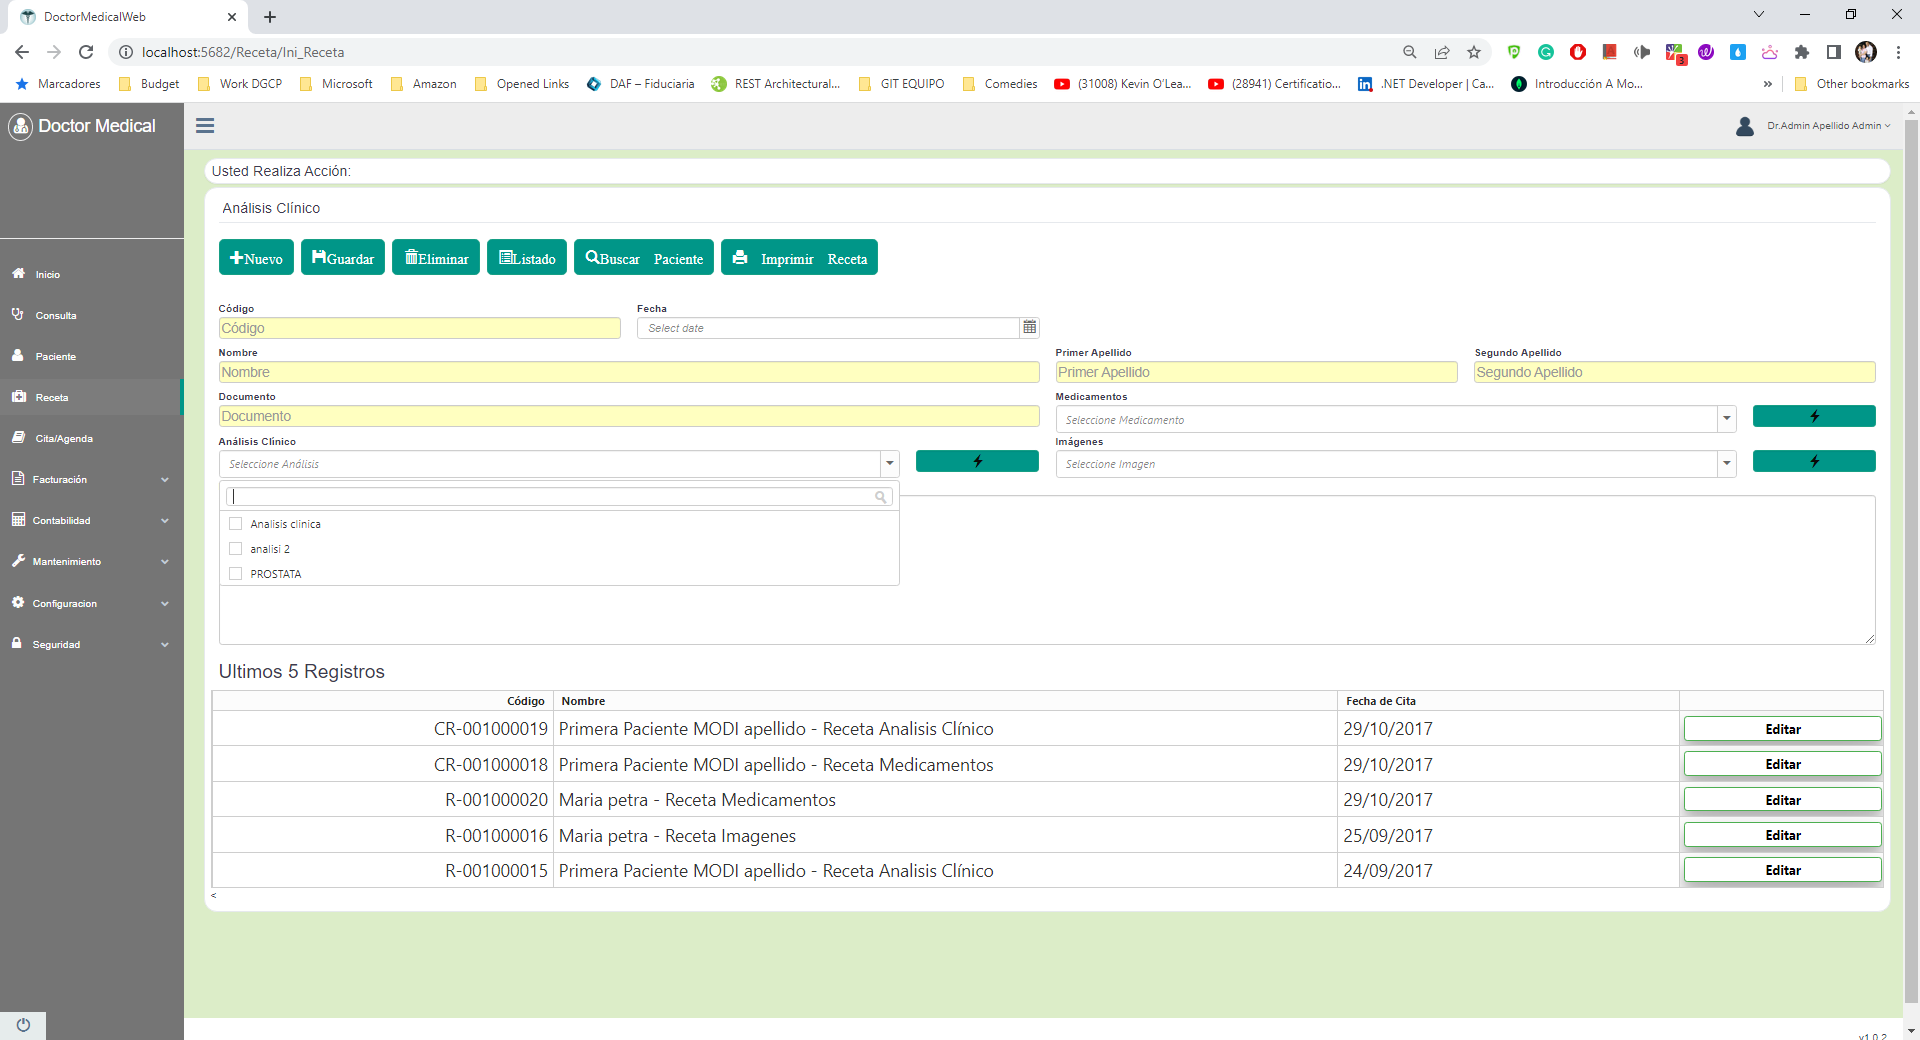 DoctorMedicalWeb
localhost:5682/Receta/Ini_Receta
3
Marcadores Budget Work DGCP Microsoft Amazon Opened Links DAF – Fiduciaria REST Architectural... GIT EQUIPO Comedies (31008) Kevin O'Lea... (28941) Certificatio... .NET Developer | Ca... Introducción A Mo... » Other bookmarks
Doctor Medical
Dr.Admin Apellido Admin
Usted Realiza Acción:
Análisis Clínico
Nuevo Guardar Eliminar Listado Buscar Paciente Imprimir Receta
Inicio
Consulta
Paciente
Receta
Cita/Agenda
Facturación
Contabilidad
Mantenimiento
Configuracion
Seguridad
Código Fecha
Código Select date
Nombre Primer Apellido Segundo Apellido
Nombre Primer Apellido Segundo Apellido
Documento Medicamentos
Documento Seleccione Medicamento
Análisis Clínico Imágenes
Seleccione Análisis Seleccione Imagen
Analisis clinica
analisi 2
PROSTATA
Ultimos 5 Registros
Código Nombre Fecha de Cita
CR-001000019 Primera Paciente MODI apellido - Receta Analisis Clínico 29/10/2017 Editar
CR-001000018 Primera Paciente MODI apellido - Receta Medicamentos 29/10/2017 Editar
R-001000020 Maria petra - Receta Medicamentos 29/10/2017 Editar
R-001000016 Maria petra - Receta Imagenes 25/09/2017 Editar
R-001000015 Primera Paciente MODI apellido - Receta Analisis Clínico 24/09/2017 Editar
<
v1.0.2